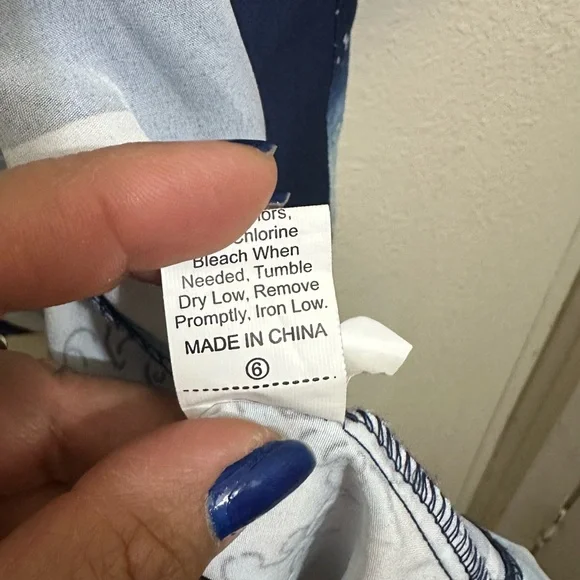 Chlorine
Bleach When
Needed, Tumble
Dry Low, Remove
Promptly, Iron Low.
MADE IN CHINA
⑥